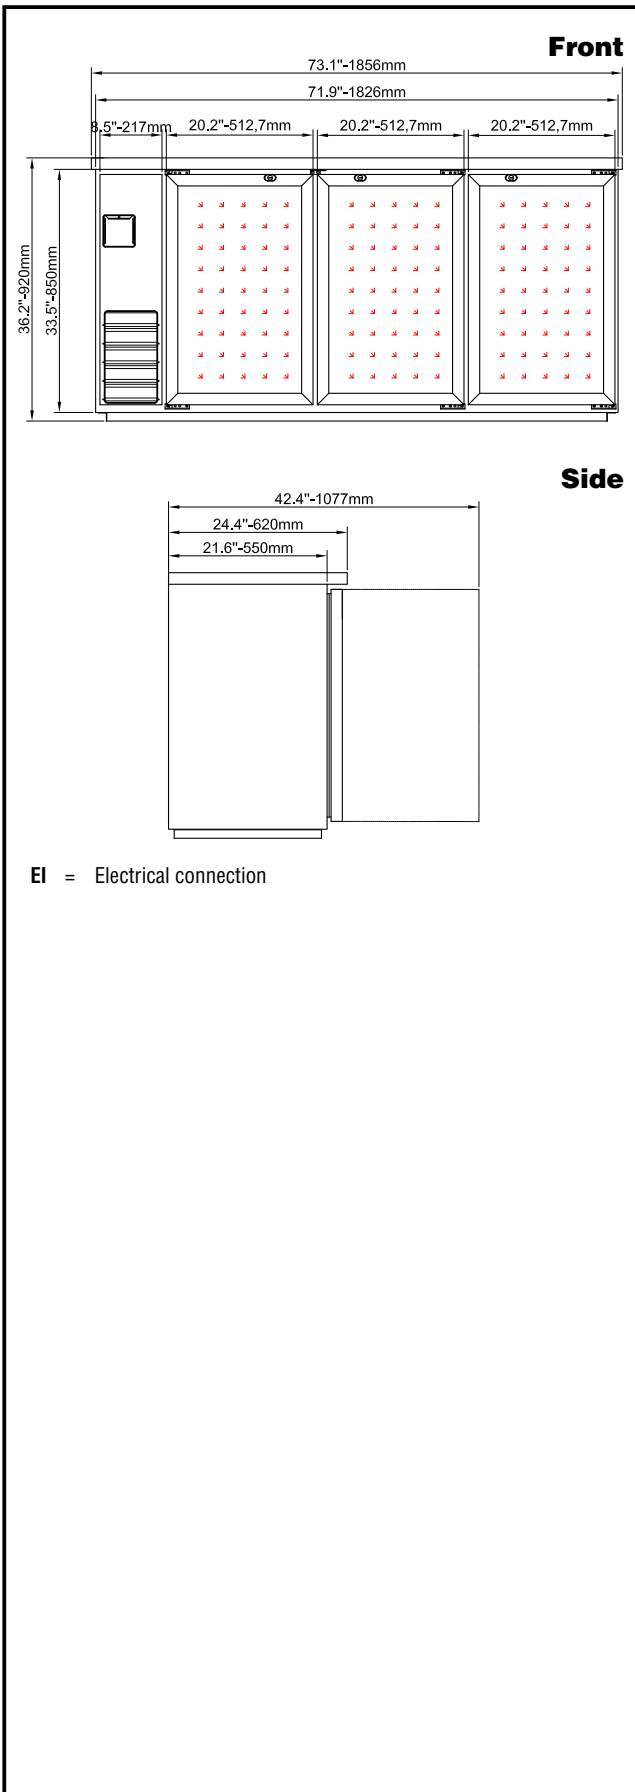 Front
73.1"-1856mm
71.9"-1826mm
8.5"-217mm 20.2"-512,7mm 20.2"-512,7mm 20.2"-512,7mm
36.2"-920mm
33.5"-850mm
Side
42.4"-1077mm
24.4"-620mm
21.6"-550mm
EI = Electrical connection